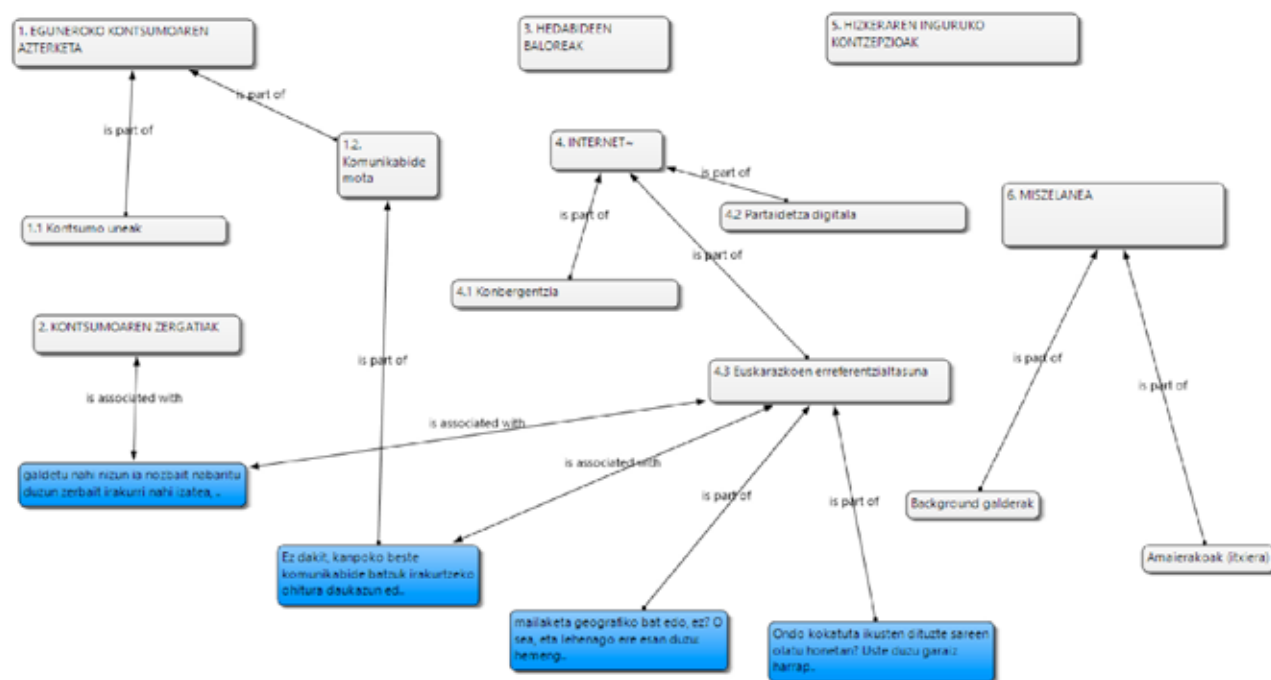 1. EGUNEROKO KONTSUMOAREN
AZTERKETA
3. HEDABIDEEN
BALOREAK
5. HIZKERAREN INGURUKO
KONTZEPZIOAK
is part of
is part of
1.2.
Komunikabide
mota
4. INTERNET~
is part of
6. MISZELANEA
1.1 Kontsumo uneak
is part of
4.2 Partaidetza digitala
is part of
4.1 Konbergentzia
2. KONTSUMOAREN ZERGATIAK
is part of
is part of
4.3 Euskarazkoen erreferentzialtasuna
is part of
is associated with
is associated with
is associated with
galdetu nahi nizun ia nozbait nabaritu
duzun zerbait irakurri nahi izatea, ..
is part of
is part of
Background galderak
Ez dakit, kanpoko beste
komunikabide batzuk irakurtzeko
ohitura daukazun ed..
Amaierakoak (itxiera)
mailaketa geografiko bat edo, ez? O
sea, eta lehenago ere esan duzu
hemeng..
Ondo kokatuta ikusten dituzte sareen
olatu honetan? Uste duzu garaiz
harrap..